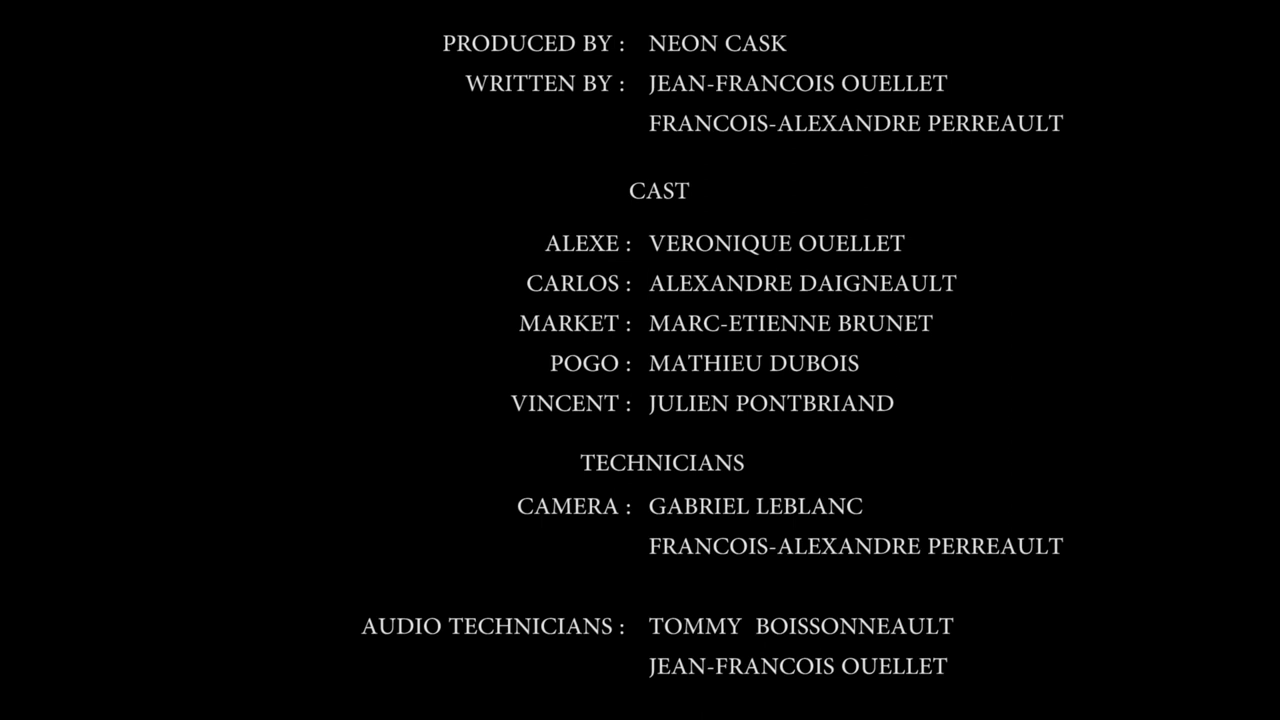 PRODUCED BY : NEON CASK
WRITTEN BY : JEAN-FRANCOIS OUELLET
FRANCOIS-ALEXANDRE PERREAULT
CAST
ALEXE : VERONIQUE OUELLET
CARLOS : ALEXANDRE DAIGNEAULT
MARKET : MARC-ETIENNE BRUNET
POGO : MATHIEU DUBOIS
VINCENT : JULIEN PONTBRIAND
TECHNICIANS
CAMERA : GABRIEL LEBLANC
FRANCOIS-ALEXANDRE PERREAULT
AUDIO TECHNICIANS : TOMMY  BOISSONNEAULT
JEAN-FRANCOIS OUELLET